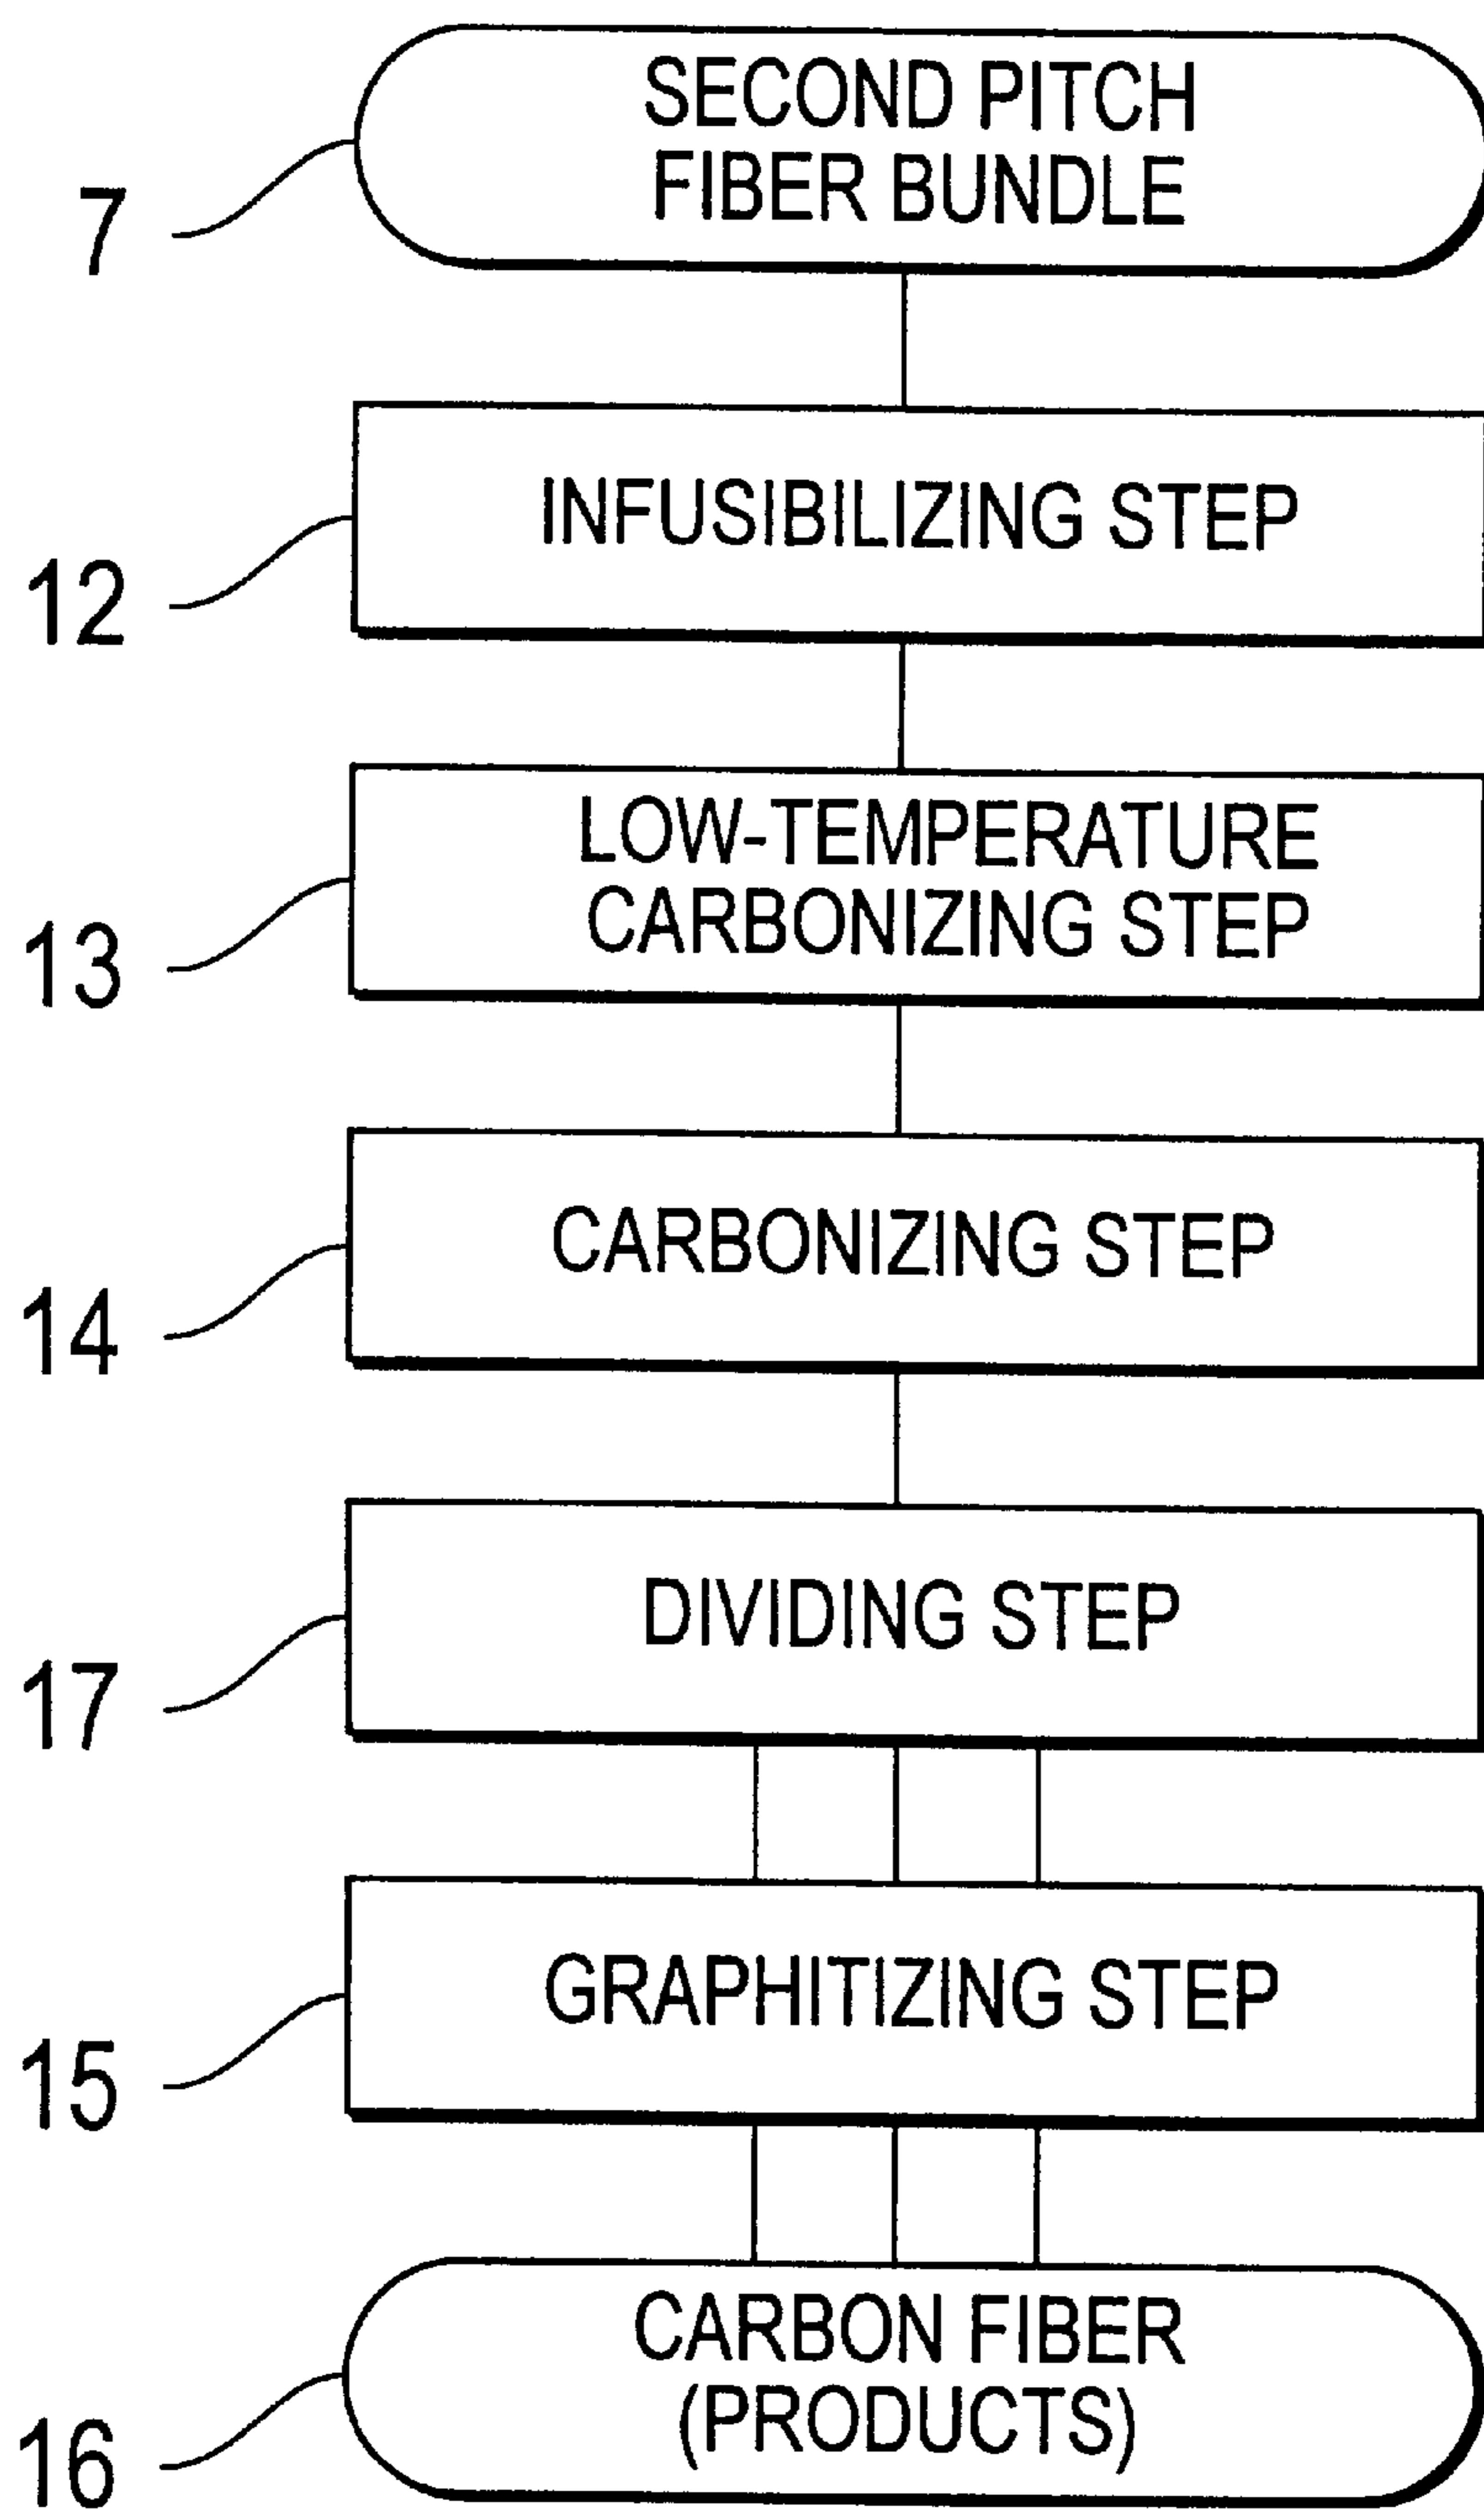 SECOND PITCH
FIBER BUNDLE
7
INFUSIBILIZING STEP
12
LOW-TEMPERATURE
CARBONIZING STEP
13
CARBONIZING STEP
14
DIVIDING STEP
17
GRAPHITIZING STEP
15
CARBON FIBER
(PRODUCTS)
16